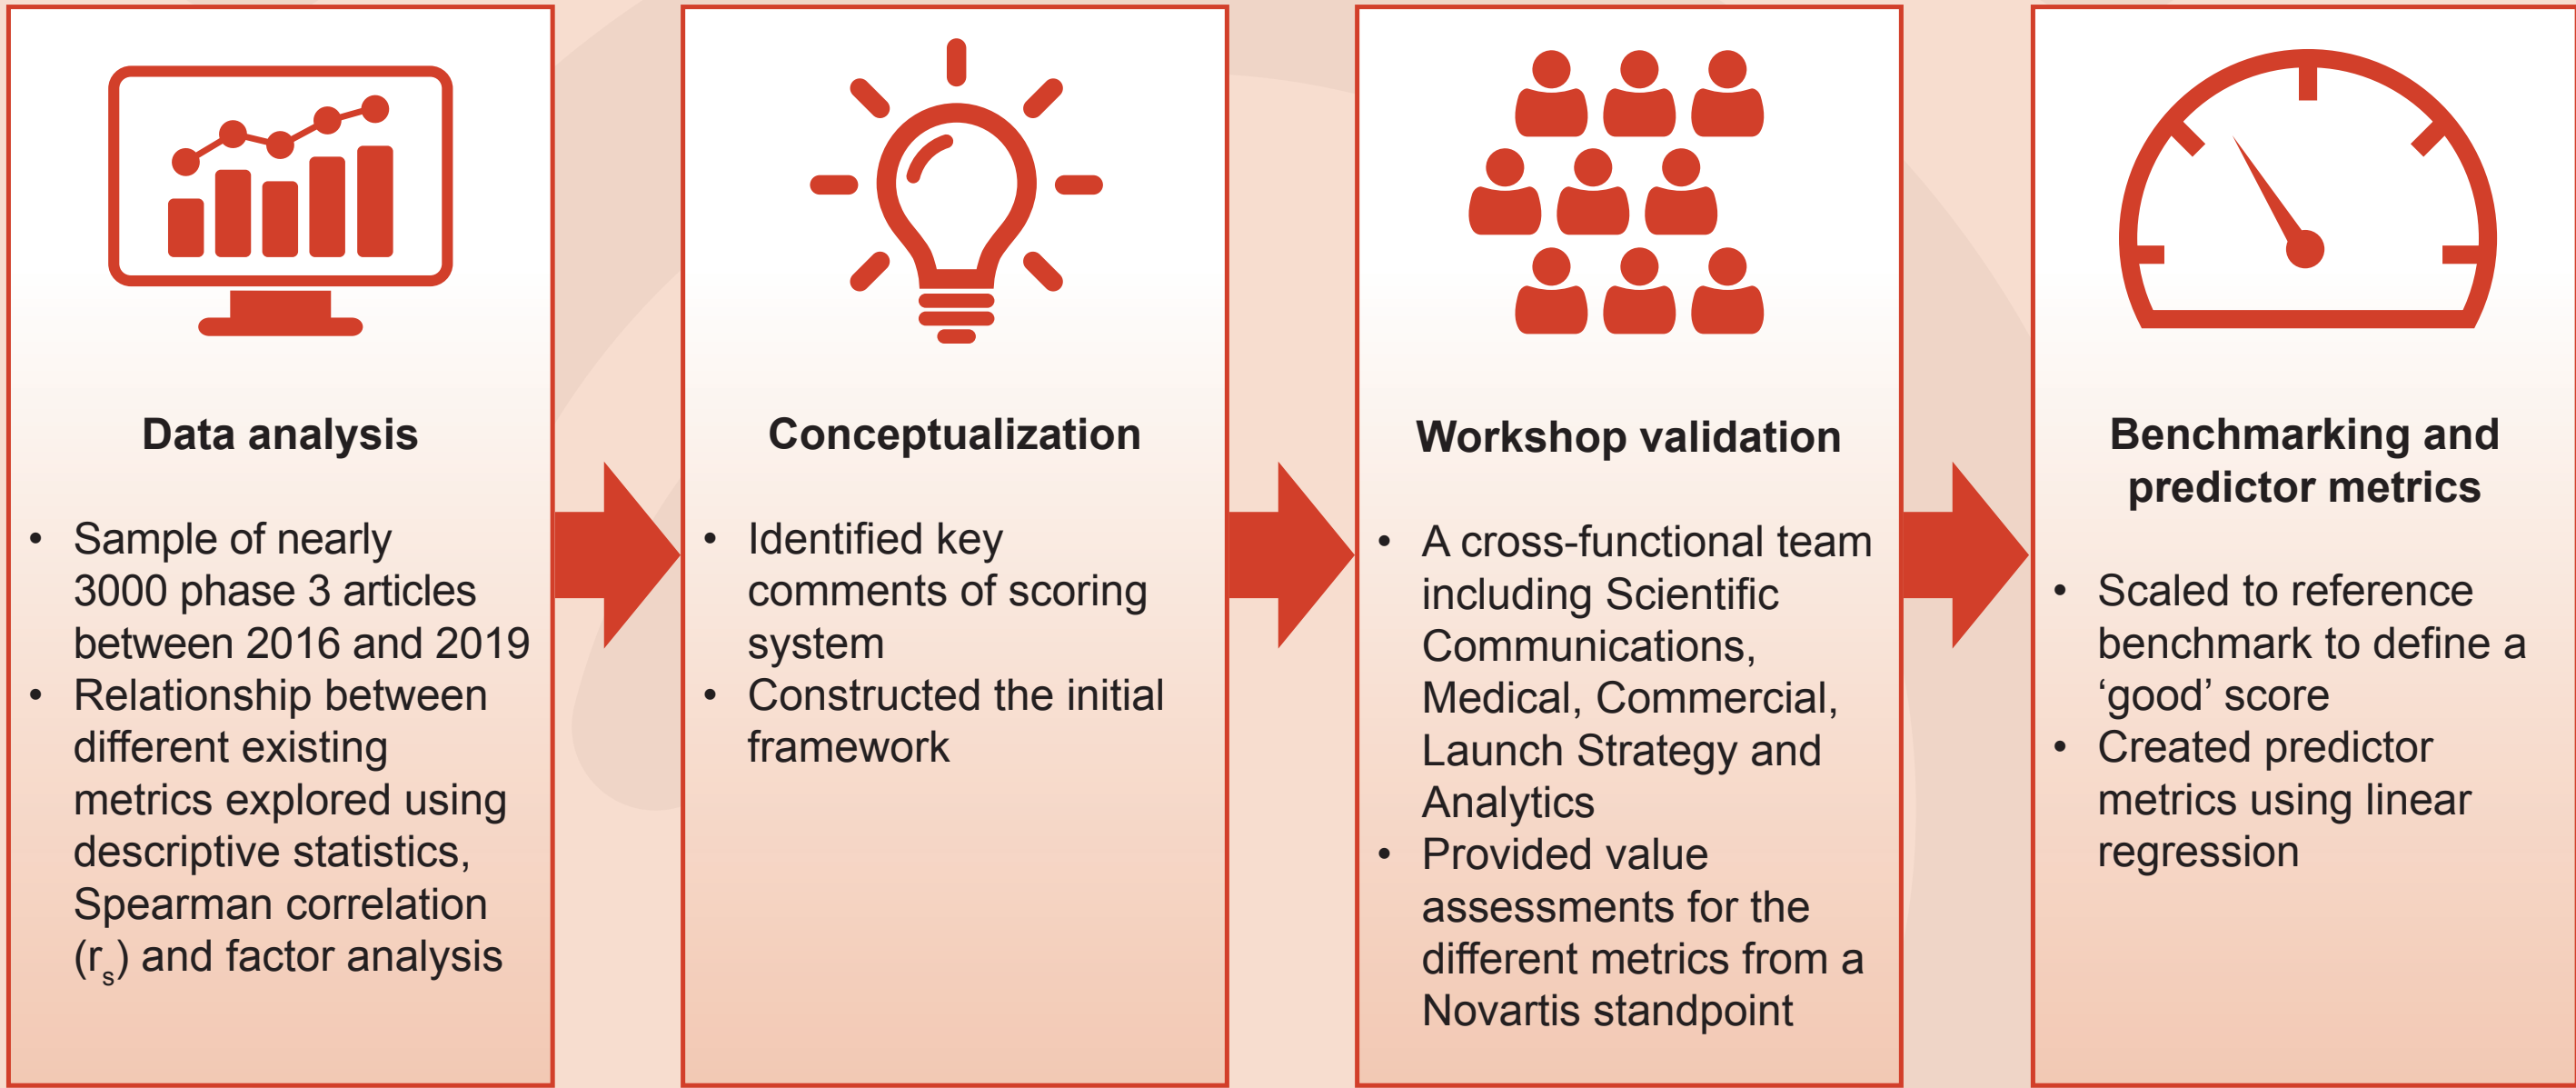 Data analysis
• Sample of nearly
3000 phase 3 articles
between 2016 and 2019
• Relationship between
different existing
metrics explored using
descriptive statistics,
Spearman correlation
(rₛ) and factor analysis
Conceptualization
• Identified key
comments of scoring
system
• Constructed the initial
framework
Workshop validation
• A cross-functional team
including Scientific
Communications,
Medical, Commercial,
Launch Strategy and
Analytics
• Provided value
assessments for the
different metrics from a
Novartis standpoint
Benchmarking and
predictor metrics
• Scaled to reference
benchmark to define a
‘good’ score
• Created predictor
metrics using linear
regression